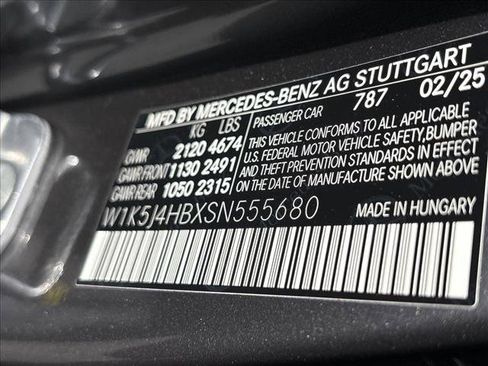 MFD BY MERCEDES-BENZ AG STUTTGART
KG LBS PASSENGER CAR 787 02/25
GVWR 2120 4674
GAWR FRONT 1130 2491
GAWR REAR 1050 2315
THIS VEHICLE CONFORMS TO ALL APPLICABLE
U.S. FEDERAL MOTOR VEHICLE SAFETY, BUMPER
AND THEFT PREVENTION STANDARDS IN EFFECT
ON THE DATE OF MANUFACTURE SHOWN ABOVE.
W1K5J4HBXSN555680 MADE IN HUNGARY